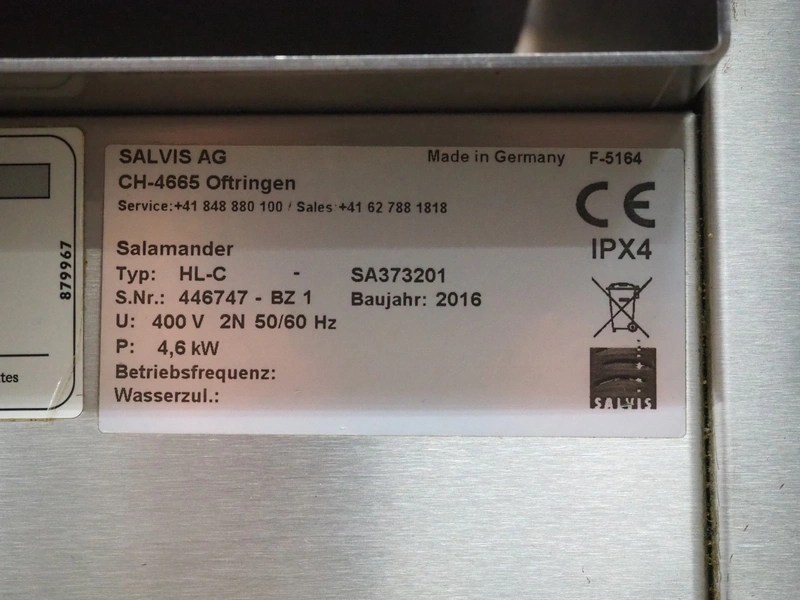 SALVIS AG Made in Germany F-5164
CH-4665 Oftringen
Service:+41 848 880 100 / Sales +41 62 788 1818
CE
IPX4
Salamander
Typ: HL-C - SA373201
S.Nr.: 446747 - BZ 1 Baujahr: 2016
U: 400 V 2N 50/60 Hz
P: 4,6 kW
Betriebsfrequenz:
Wasserzul.:
SALVIS
879967